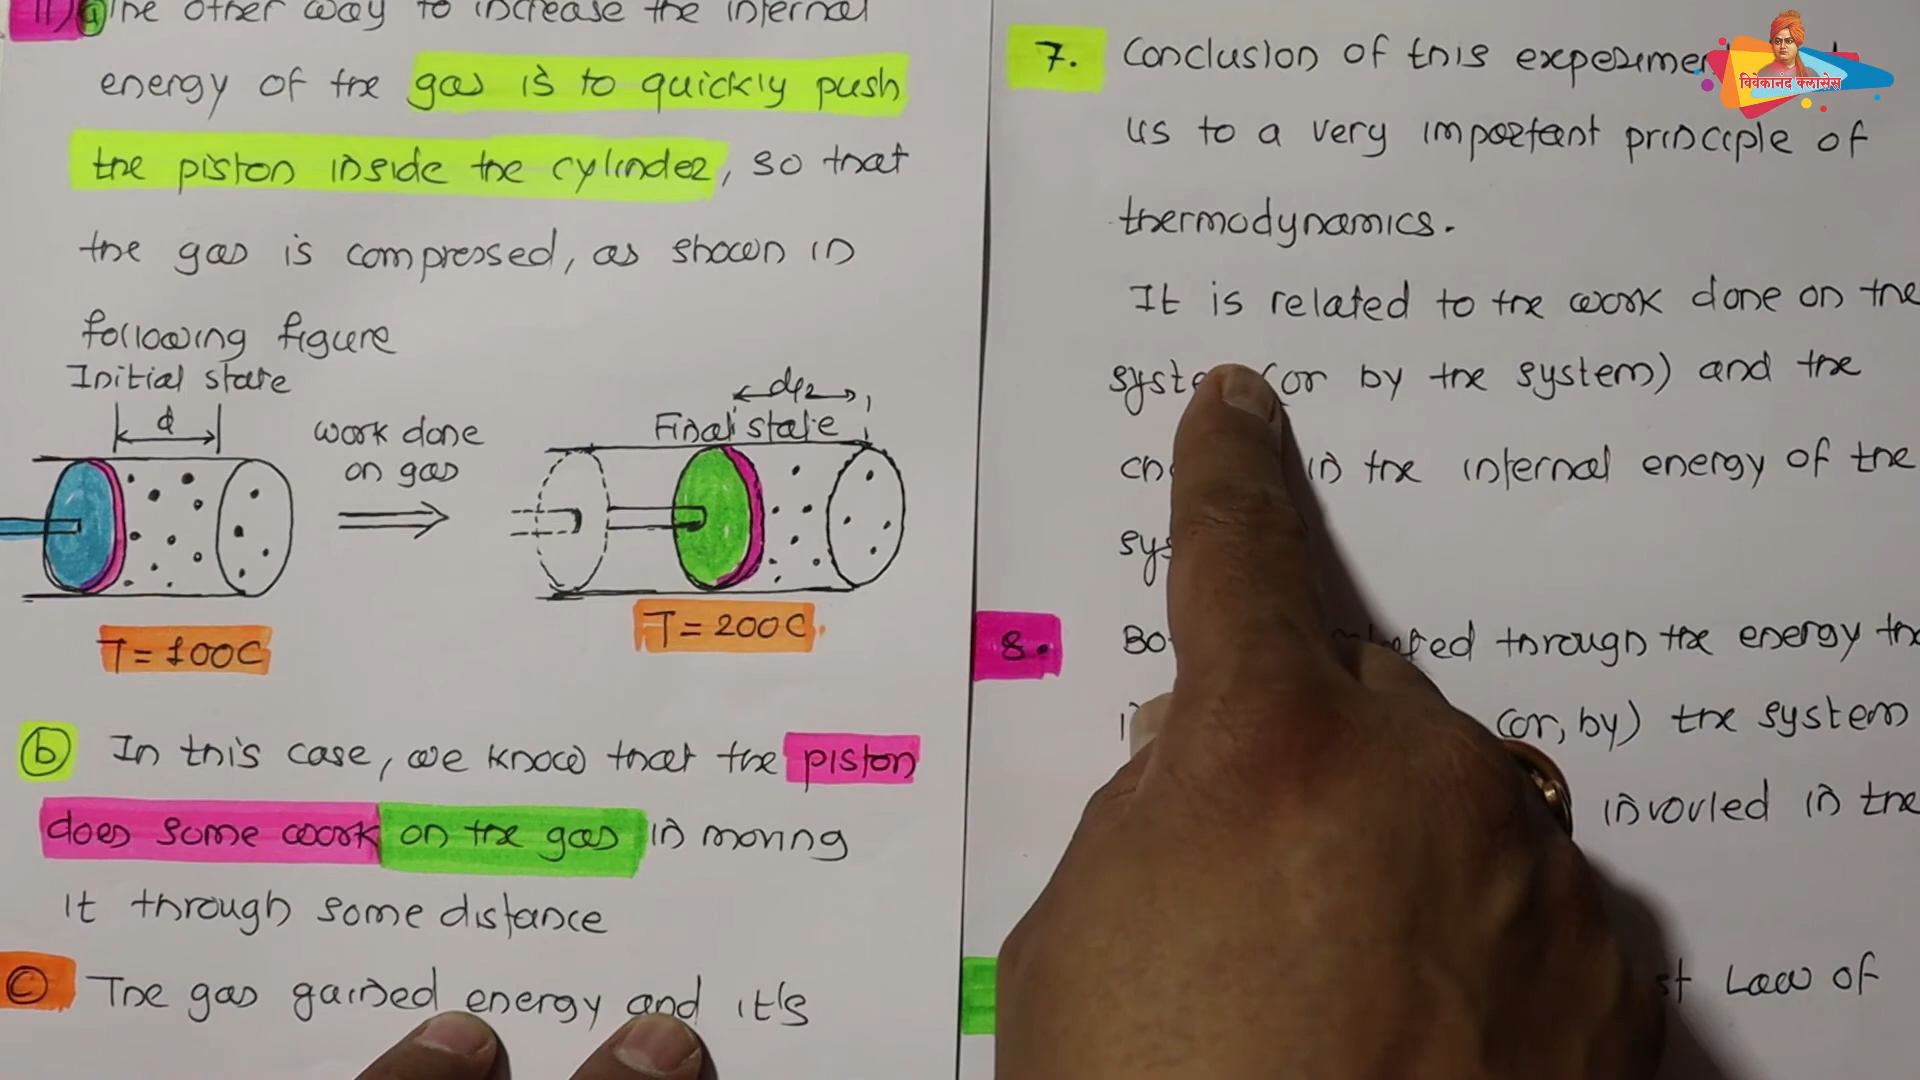 The other way to increase the internal
energy of the gas is to quickly push
the piston inside the cylinder, so that
the gas is compressed, as shown in
following figure
Initial state
d
work done
on gas
d/2
Final state
T = 100C
T = 200C.
b In this case, we know that the piston
does some work on the gas in moving
it through some distance
c The gas gained energy and it's
7. Conclusion of this
us to a very important principle of
thermodynamics.
It is related to the work done on the
(or by the system) and the
in the internal energy of the
8. through the energy
(or, by) the system
invovled in the
Law of
विवेकानंद क्लासेस